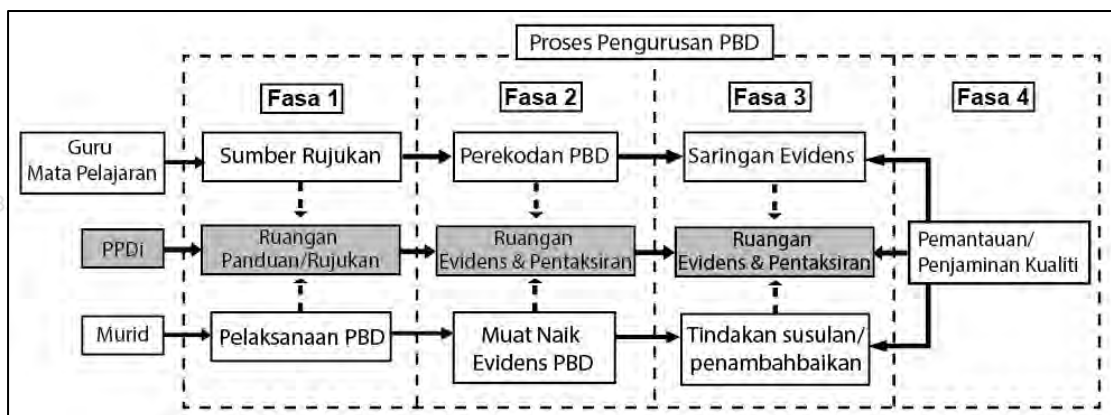 Proses Pengurusan PBD
Fasa 1
Fasa 2
Fasa 3
Fasa 4
Guru
Mata Pelajaran
Sumber Rujukan
Perekodan PBD
Saringan Evidens
PPDi
Ruangan
Panduan/Rujukan
Ruangan
Evidens & Pentaksiran
Ruangan
Evidens & Pentaksiran
Pemantauan/
Penjaminan Kualiti
Murid
Pelaksanaan PBD
Muat Naik
Evidens PBD
Tindakan susulan/
penambahbaikan